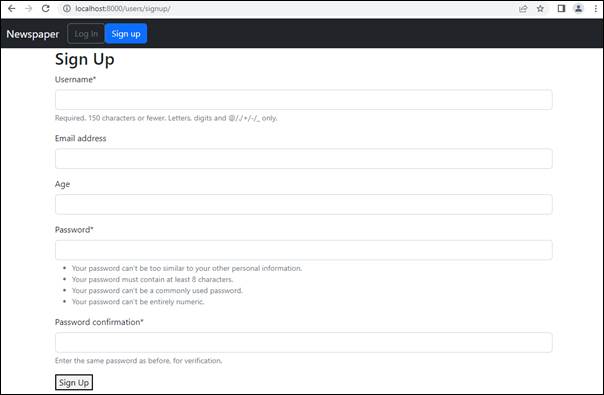 localhost:8000/users/signup/
Newspaper Log In Sign up
Sign Up
Username*
Required. 150 characters or fewer. Letters, digits and @/./+/-/_ only.
Email address
Age
Password*
• Your password can't be too similar to your other personal information.
• Your password must contain at least 8 characters.
• Your password can't be a commonly used password.
• Your password can't be entirely numeric.
Password confirmation*
Enter the same password as before, for verification.
Sign Up